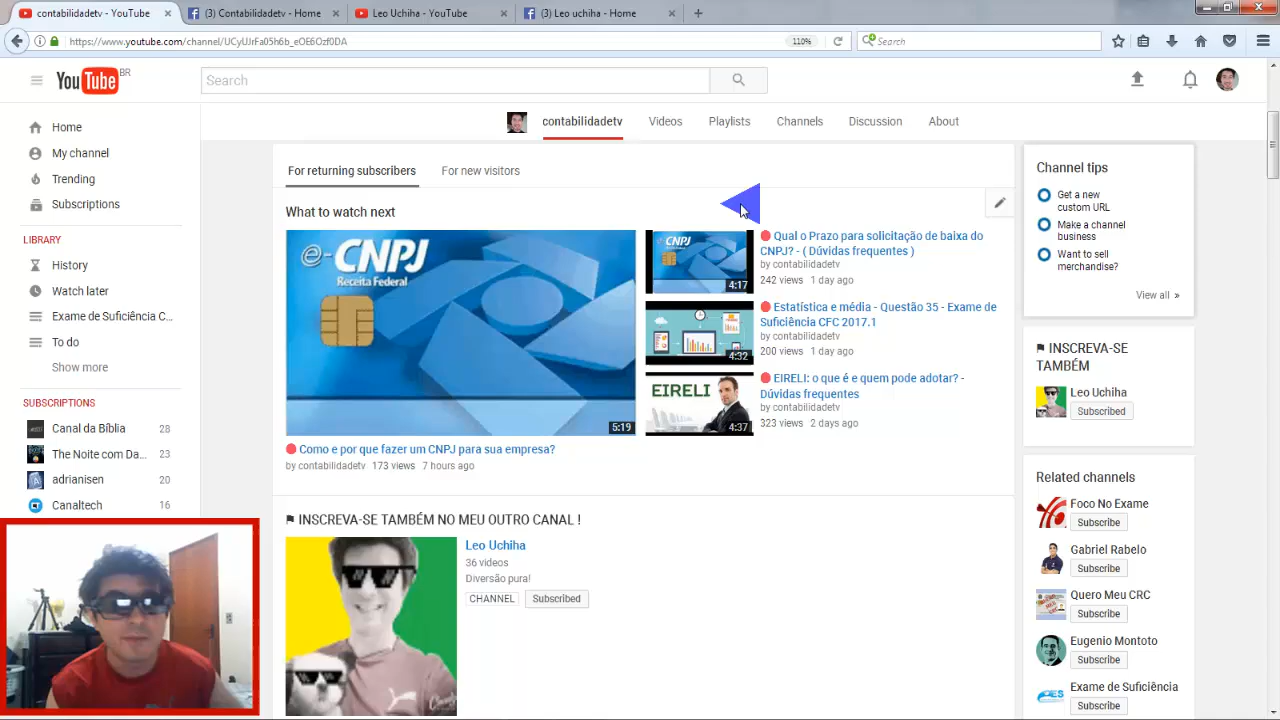 contabilidadetv - YouTube
(3) Contabilidadetv - Home
Leo Uchiha - YouTube
(3) Leo uchiha - Home
https://www.youtube.com/channel/UCyUJrFa05h6b_eOE6Ozf0DA
110%
Search
YouTube BR
Search
Home
My channel
Trending
Subscriptions
LIBRARY
History
Watch later
Exame de Suficiência C...
To do
Show more
SUBSCRIPTIONS
Canal da Bíblia 28
The Noite com Da... 23
adrianisen 20
Canaltech 16
contabilidadetv
Videos
Playlists
Channels
Discussion
About
For returning subscribers
For new visitors
What to watch next
e-CNPJ
Receita Federal
5:19
Como e por que fazer um CNPJ para sua empresa?
by contabilidadetv 173 views 7 hours ago
CNPJ
4:17
Qual o Prazo para solicitação de baixa do
CNPJ? - ( Dúvidas frequentes )
by contabilidadetv
242 views 1 day ago
4:32
Estatística e média - Questão 35 - Exame de
Suficiência CFC 2017.1
by contabilidadetv
200 views 1 day ago
EIRELI
4:37
EIRELI: o que é e quem pode adotar? -
Dúvidas frequentes
by contabilidadetv
323 views 2 days ago
INSCREVA-SE TAMBÉM NO MEU OUTRO CANAL !
Leo Uchiha
36 videos
Diversão pura!
CHANNEL
Subscribed
Channel tips
Get a new
custom URL
Make a channel
business
Want to sell
merchandise?
View all »
INSCREVA-SE
TAMBÉM
Leo Uchiha
Subscribed
Related channels
Foco No Exame
Subscribe
Gabriel Rabelo
Subscribe
Quero Meu CRC
Subscribe
Eugenio Montoto
Subscribe
Exame de Suficiência
Subscribe